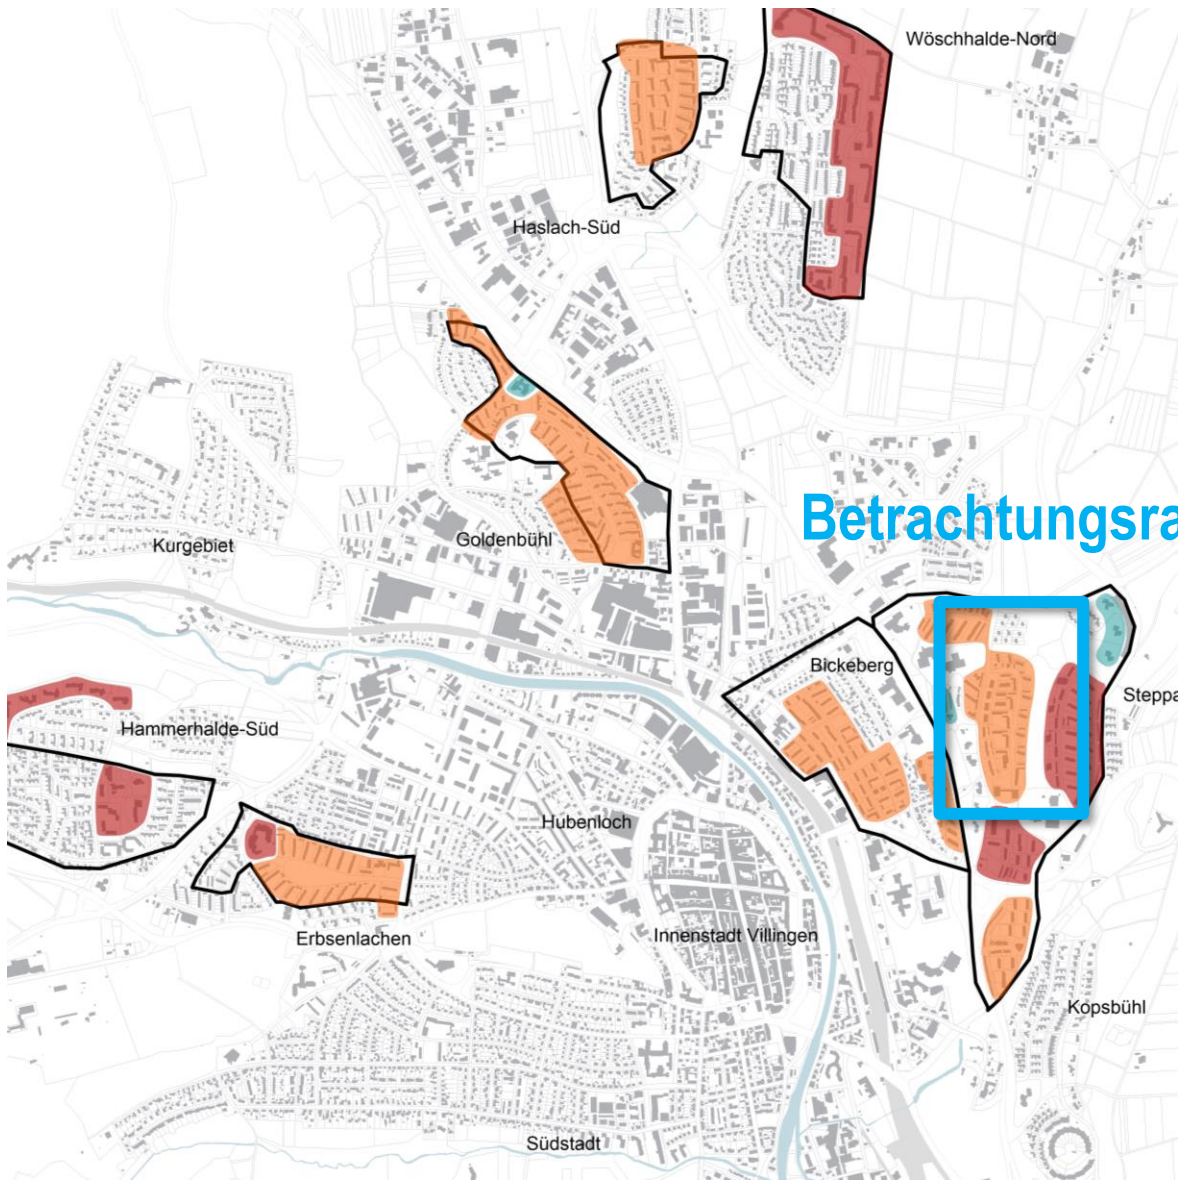 Wöschhalde-Nord
Haslach-Süd
Betrachtungsra
Kurgebiet
Goldenbühl
Bickeberg
Steppa
Hammerhalde-Süd
Hubenloch
Erbsenlachen
Innenstadt Villingen
Kopsbühl
Südstadt